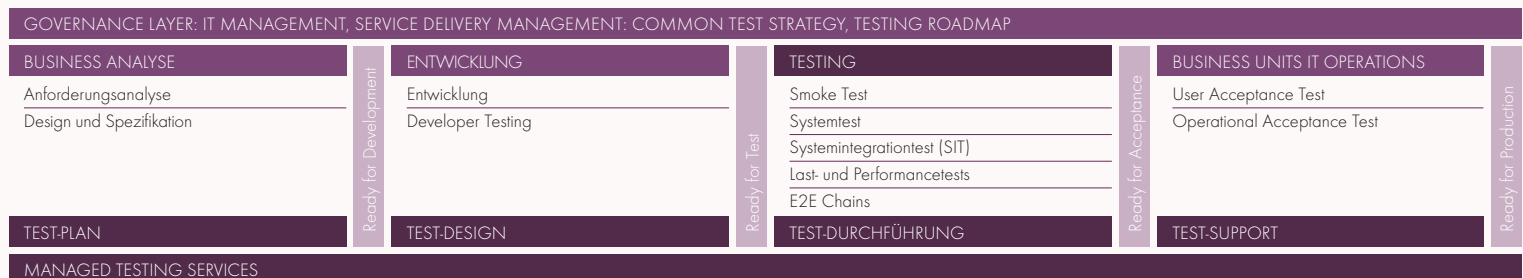 GOVERNANCE LAYER: IT MANAGEMENT, SERVICE DELIVERY MANAGEMENT: COMMON TEST STRATEGY, TESTING ROADMAP
BUSINESS ANALYSE
Anforderungsanalyse
Design und Spezifikation
TEST-PLAN
Ready for Development
ENTWICKLUNG
Entwicklung
Developer Testing
TEST-DESIGN
Ready for Test
TESTING
Smoke Test
Systemtest
Systemintegrationtest (SIT)
Last- und Performancetests
E2E Chains
TEST-DURCHFÜHRUNG
Ready for Acceptance
BUSINESS UNITS IT OPERATIONS
User Acceptance Test
Operational Acceptance Test
TEST-SUPPORT
Ready for Production
MANAGED TESTING SERVICES